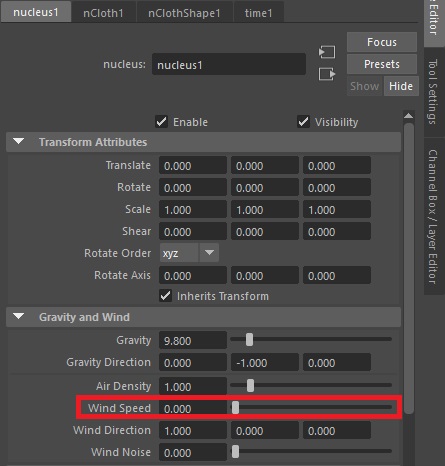 nucleus1 nCloth1 nClothShape1 time1
nucleus: nucleus1
Focus
Presets
Show Hide
Enable Visibility
Transform Attributes
Translate 0.000 0.000 0.000
Rotate 0.000 0.000 0.000
Scale 1.000 1.000 1.000
Shear 0.000 0.000 0.000
Rotate Order xyz
Rotate Axis 0.000 0.000 0.000
Inherits Transform
Gravity and Wind
Gravity 9.800
Gravity Direction 0.000 -1.000 0.000
Air Density 1.000
Wind Speed 0.000
Wind Direction 1.000 0.000 0.000
Wind Noise 0.000
Editor
Tool Settings
Channel Box / Layer Editor